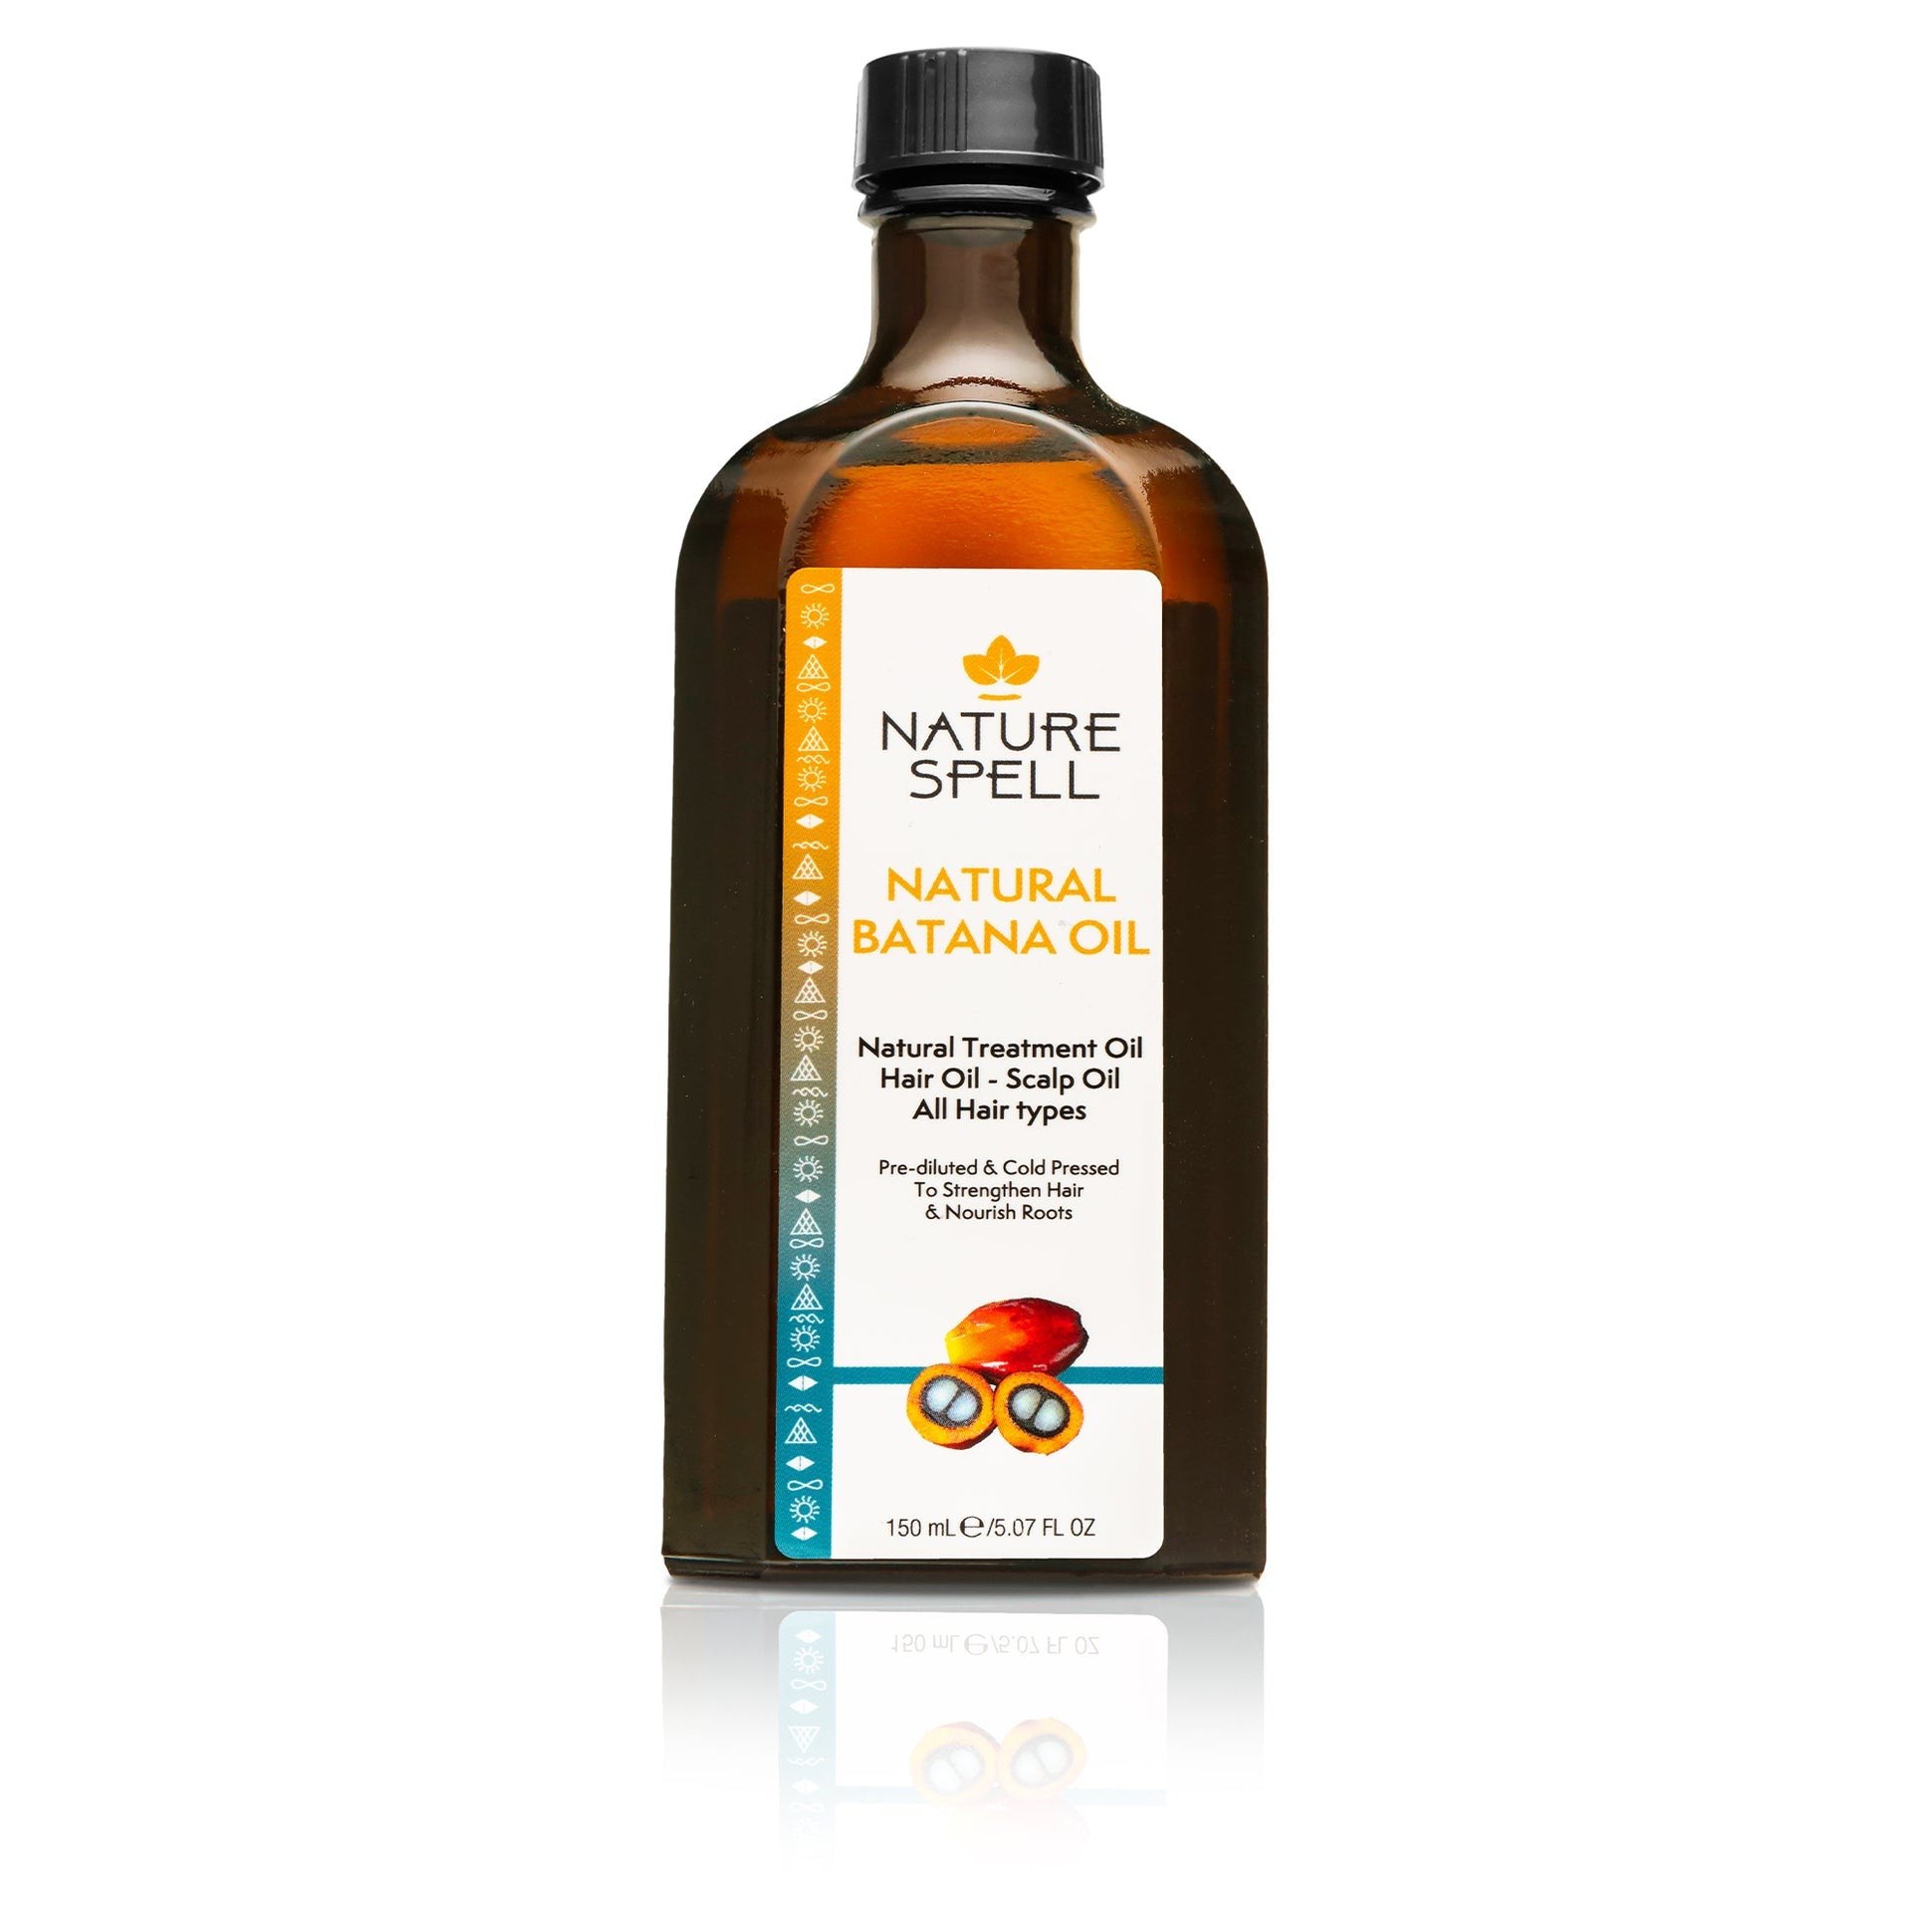 NATURE
SPELL
NATURAL
BATANA OIL
Natural Treatment Oil
Hair Oil - Scalp Oil
All Hair types
Pre-diluted & Cold Pressed
To Strengthen Hair
& Nourish Roots
150 mL ℮/5.07 FL OZ